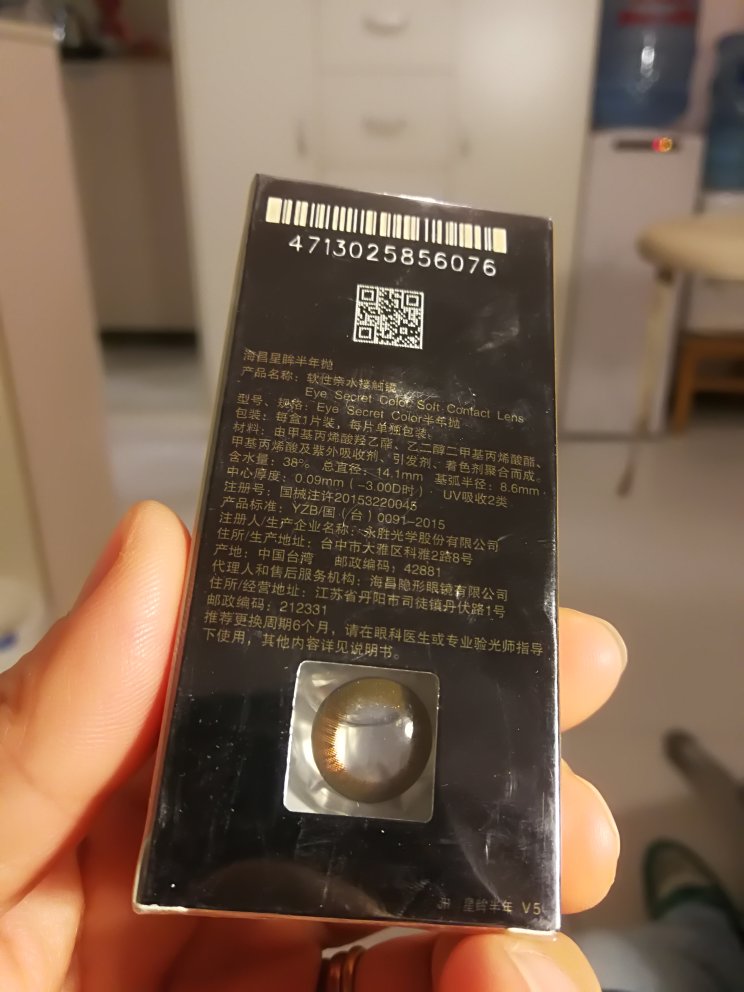 4713025856076
海昌星眸半年抛
产品名称：软性亲水接触镜
Eye Secret Color Soft Contact Lens
型号、规格：Eye Secret Color半年抛
包装：每盒1片装，每片单独包装。
材料：由甲基丙烯酸羟乙酯、乙二醇二甲基丙烯酸酯、
甲基丙烯酸及紫外吸收剂、引发剂、着色剂聚合而成。
含水量：38% 总直径：14.1mm 基弧半径：8.6mm
中心厚度：0.09mm（-3.00D时） UV吸收2类
注册号：国械注许20153220043
产品标准：YZB/国（台）0091-2015
注册人/生产企业名称：永胜光学股份有限公司
住所/生产地址：台中市大雅区科雅2路8号
产地：中国台湾 邮政编码：42881
代理人和售后服务机构：海昌隐形眼镜有限公司
住所/经营地址：江苏省丹阳市司徒镇丹伏路1号
邮政编码：212331
推荐更换周期6个月，请在眼科医生或专业验光师指导
下使用，其他内容详见说明书。
星眸半年 V5